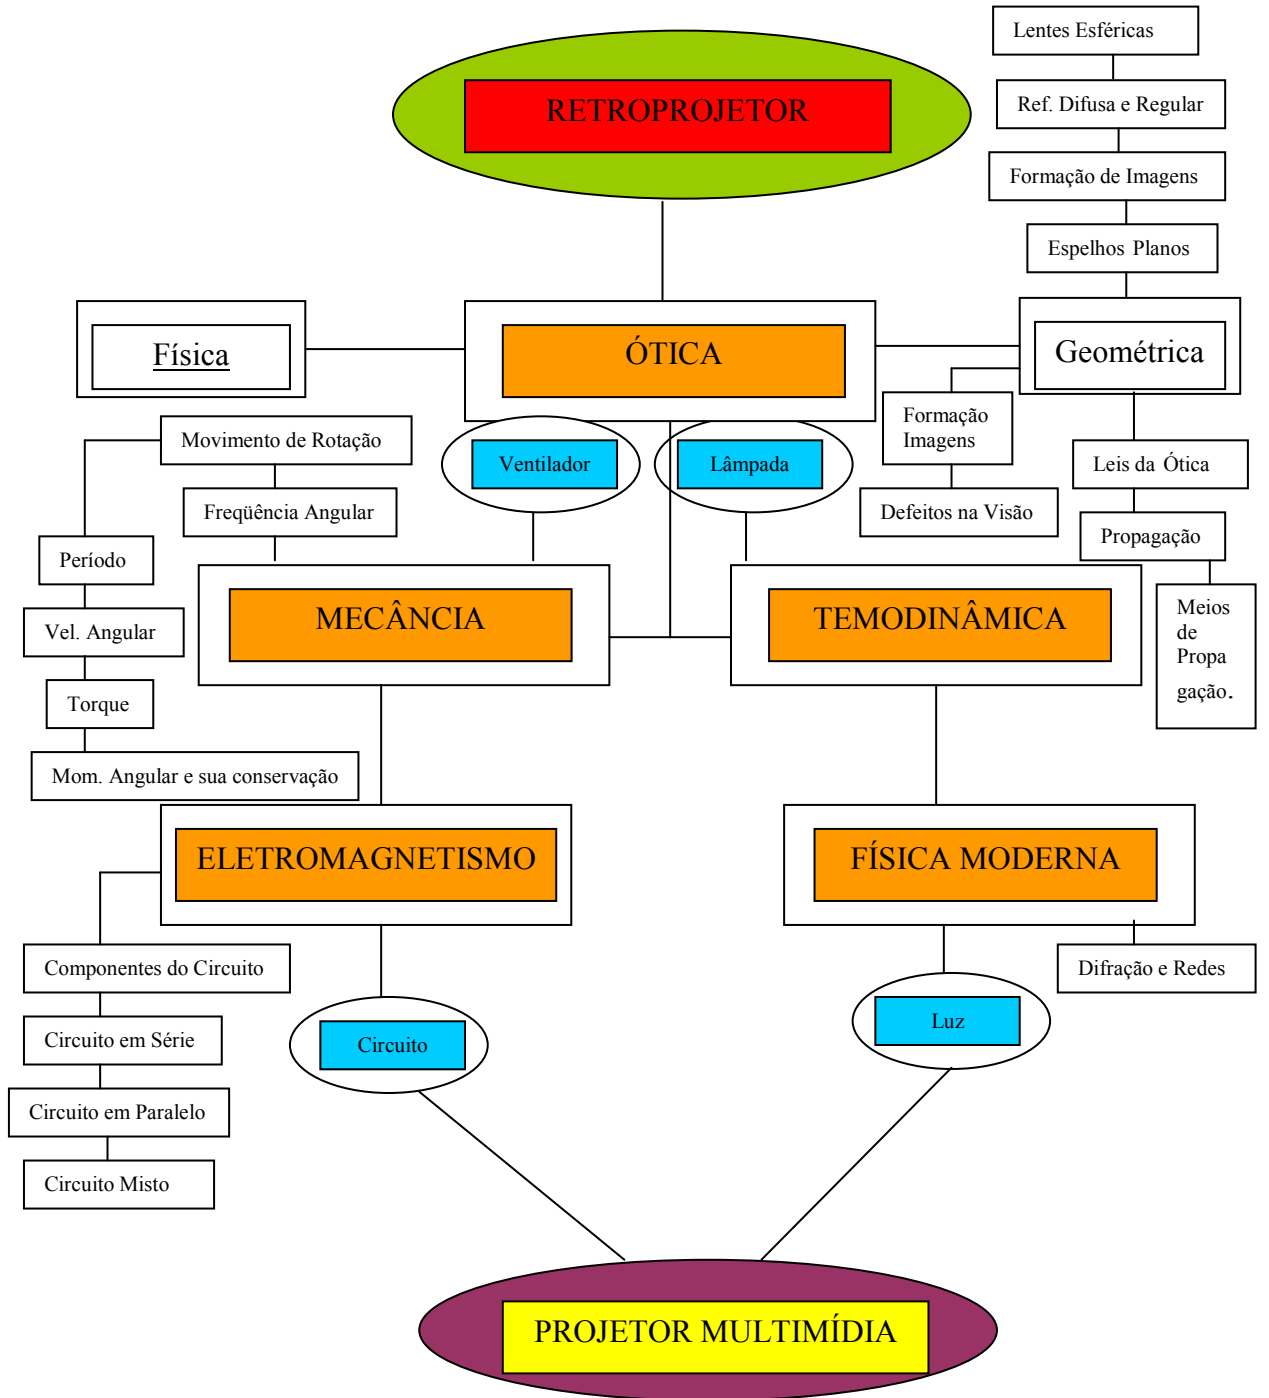 Lentes Esféricas
RETROPROJETOR
Ref. Difusa e Regular
Formação de Imagens
Espelhos Planos
Física
ÓTICA
Geométrica
Formação
Imagens
Movimento de Rotação
Ventilador
Lâmpada
Leis da Ótica
Freqüência Angular
Defeitos na Visão
Propagação
Período
MECÂNCIA
TEMODINÂMICA
Meios
de
Propa
gação.
Vel. Angular
Torque
Mom. Angular e sua conservação
ELETROMAGNETISMO
FÍSICA MODERNA
Componentes do Circuito
Difração e Redes
Circuito em Série
Circuito
Luz
Circuito em Paralelo
Circuito Misto
PROJETOR MULTIMÍDIA